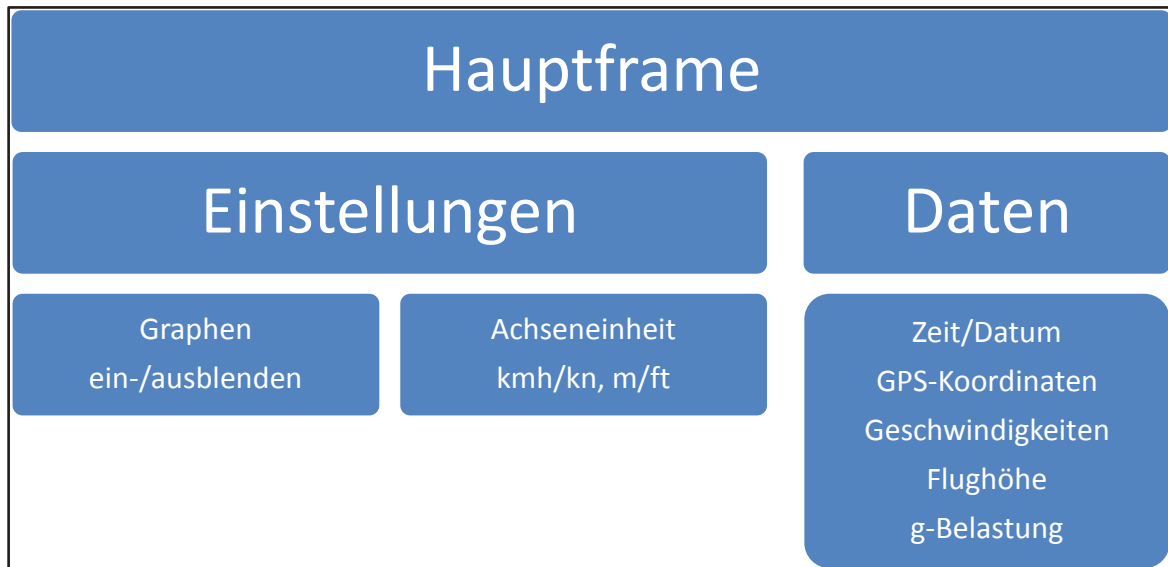 Hauptframe
Einstellungen
Daten
Graphen
ein-/ausblenden
Achseneinheit
kmh/kn, m/ft
Zeit/Datum
GPS-Koordinaten
Geschwindigkeiten
Flughöhe
g-Belastung